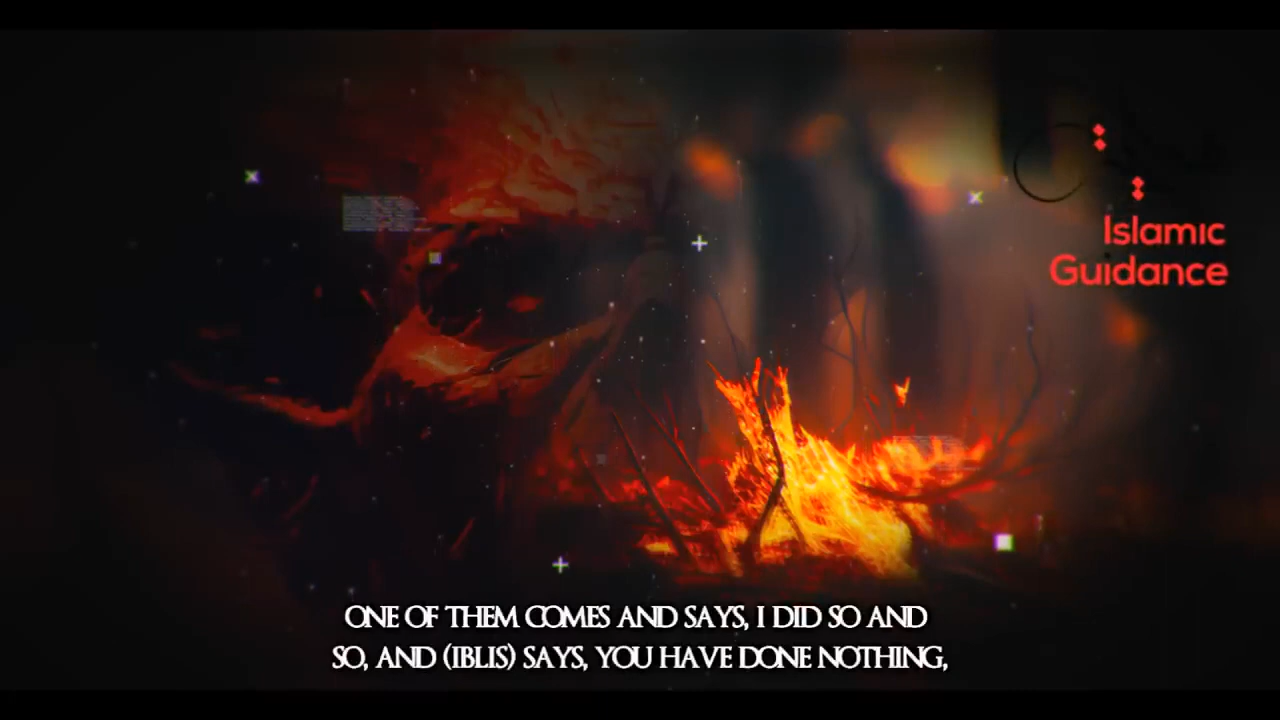 Islamic
Guidance
ONE OF THEM COMES AND SAYS, I DID SO AND
SO, AND (IBLIS) SAYS, YOU HAVE DONE NOTHING,